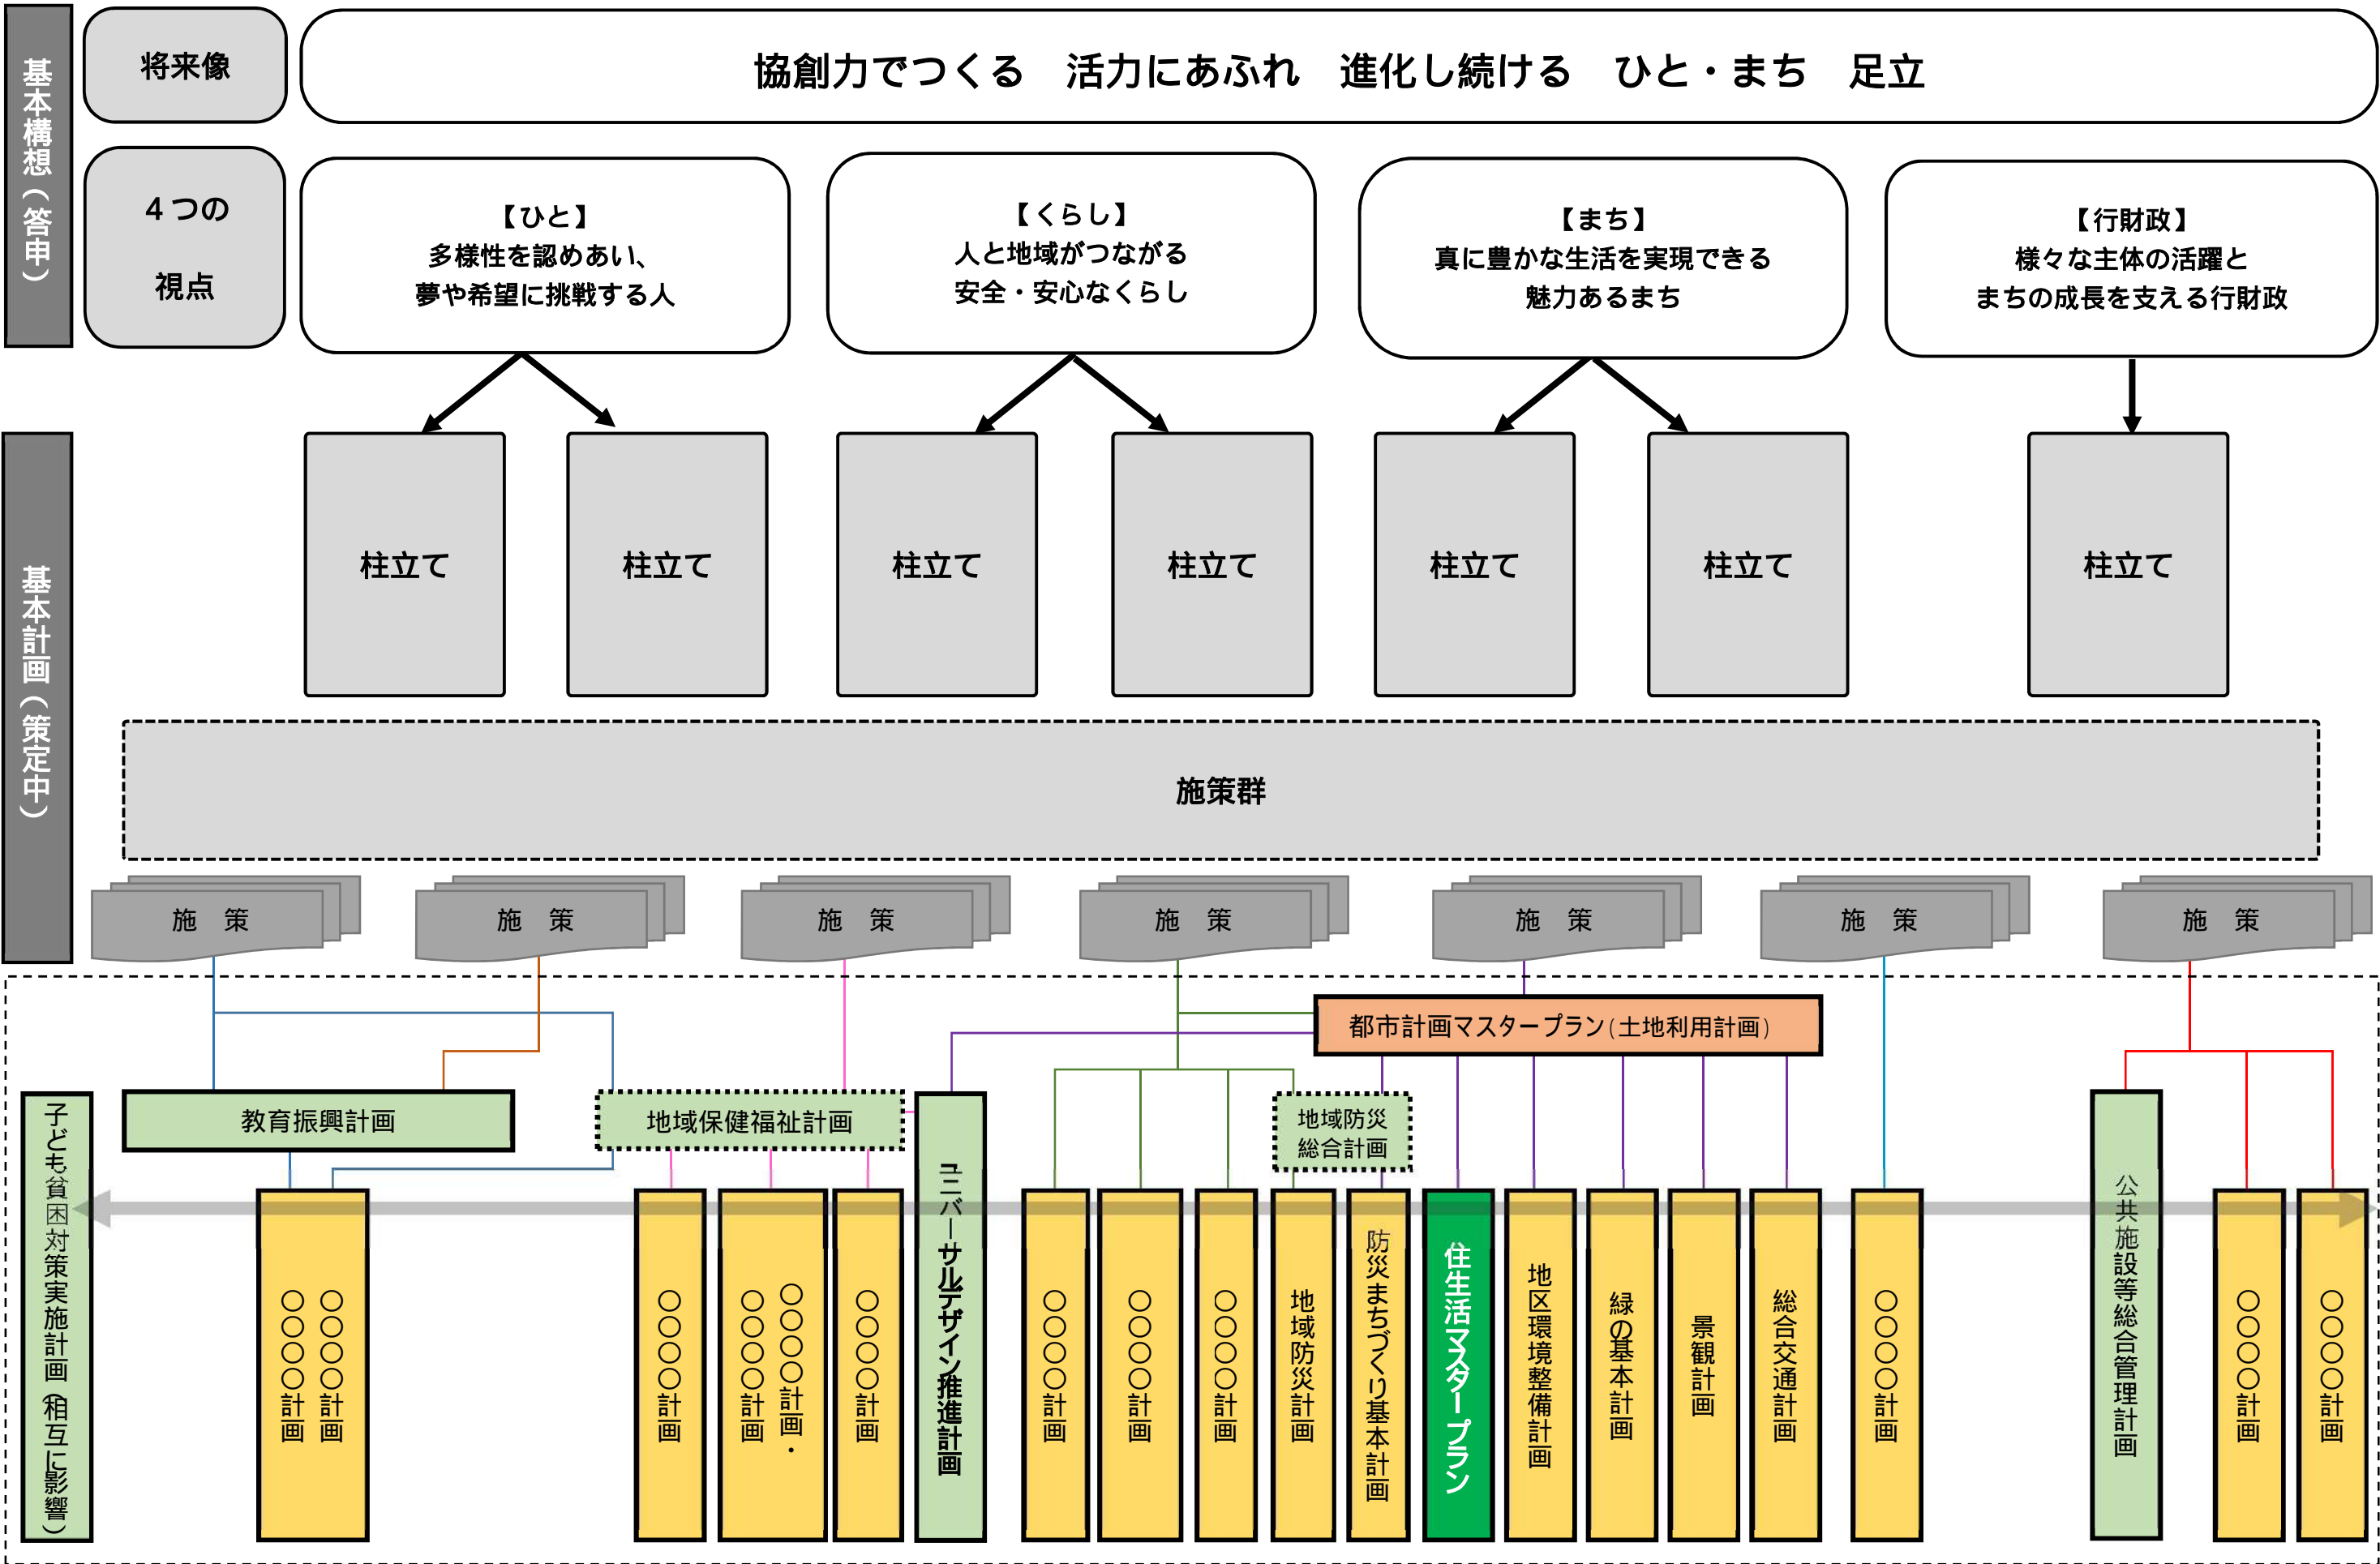 基本構想（答申）
将来像
協創力でつくる　活力にあふれ　進化し続ける　ひと・まち　足立
４つの
視点
【ひと】
多様性を認めあい、
夢や希望に挑戦する人
【くらし】
人と地域がつながる
安全・安心なくらし
【まち】
真に豊かな生活を実現できる
魅力あるまち
【行財政】
様々な主体の活躍と
まちの成長を支える行財政
基本計画（策定中）
柱立て
柱立て
柱立て
柱立て
柱立て
柱立て
柱立て
施策群
施　策
施　策
施　策
施　策
施　策
施　策
施　策
都市計画マスタープラン（土地利用計画）
子ども貧困対策実施計画（相互に影響）
教育振興計画
地域保健福祉計画
ユニバーサルデザイン推進計画
地域防災
総合計画
公共施設等総合管理計画
〇〇〇〇計画
〇〇〇〇計画
〇〇〇〇計画
〇〇〇〇計画・
〇〇〇〇計画
〇〇〇〇計画
〇〇〇〇計画
〇〇〇〇計画
〇〇〇〇計画
地域防災計画
防災まちづくり基本計画
住生活マスタープラン
地区環境整備計画
緑の基本計画
景観計画
総合交通計画
〇〇〇〇計画
〇〇〇〇計画
〇〇〇〇計画